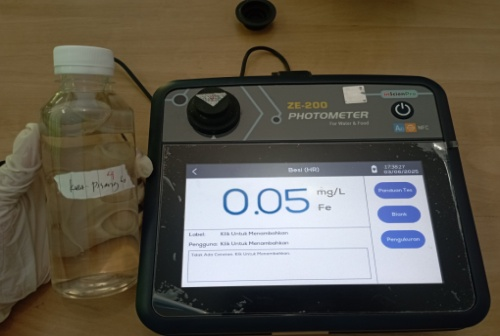 ZE-200
PHOTOMETER
For Water & Food
NFC
Besi (HR)
0.05 mg/L
Fe
Label: Klik Untuk Menambahkan
Pengguna: Klik Untuk Menambahkan
Tidak Ada Catatan: Klik Untuk Menambahkan
Panduan Tes
Blank
Pengukuran